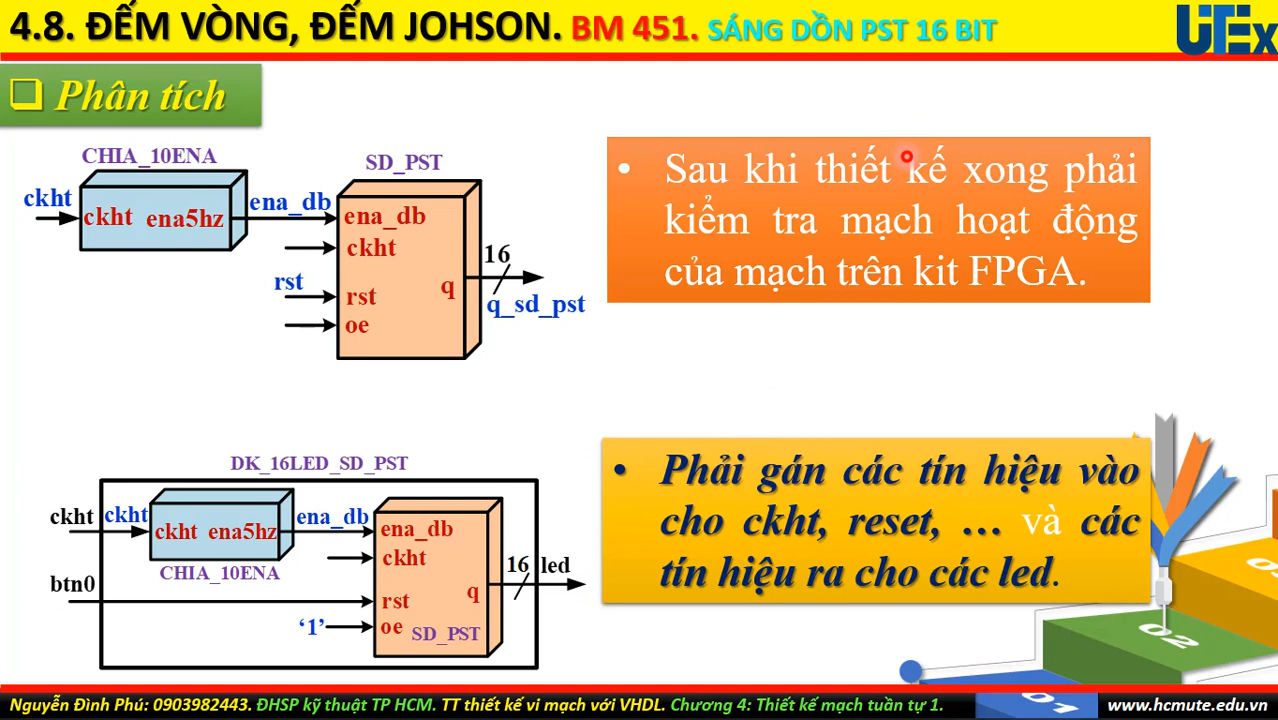 4.8. ĐẾM VÒNG, ĐẾM JOHSON. BM 451. SÁNG DỒN PST 16 BIT
UTEx
Phân tích
CHIA_10ENA
SD_PST
ckht
ckht ena5hz
ena_db
ena_db
ckht
rst
rst
oe
q
16
q_sd_pst
• Sau khi thiết kế xong phải
kiểm tra mạch hoạt động
của mạch trên kit FPGA.
DK_16LED_SD_PST
ckht
ckht
ckht ena5hz
CHIA_10ENA
ena_db
ena_db
ckht
btn0
rst
‘1’
oe
SD_PST
q
16
led
• Phải gán các tín hiệu vào
cho ckht, reset, … và các
tín hiệu ra cho các led.
02
01
Nguyễn Đình Phú: 0903982443. ĐHSP kỹ thuật TP HCM. TT thiết kế vi mạch với VHDL. Chương 4: Thiết kế mạch tuần tự 1.
www.hcmute.edu.vn